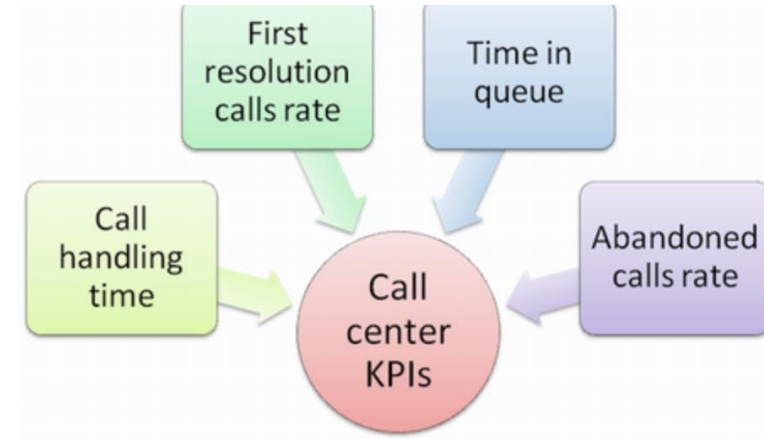 First
resolution
calls rate
Time in
queue
Call
handling
time
Abandoned
calls rate
Call
center
KPIs